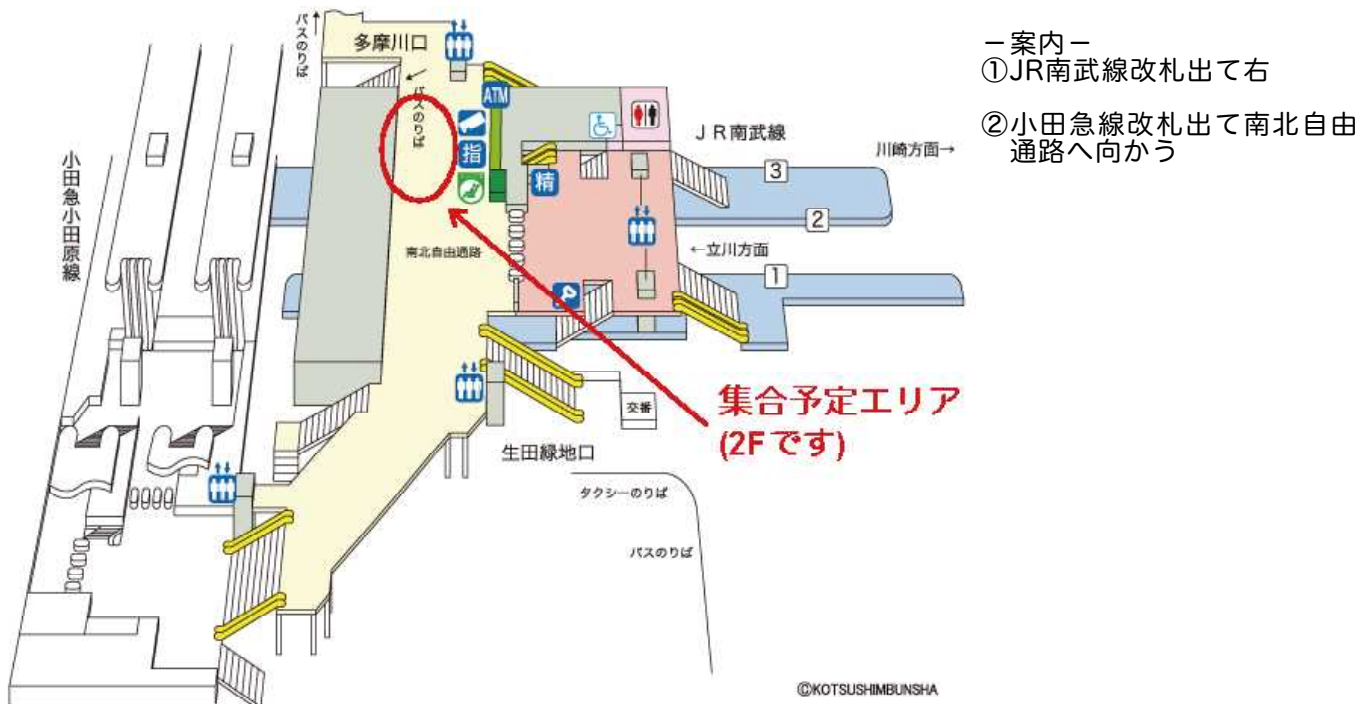 バスのりば
多摩川口
バスのりば
ATM
指
精
JR南武線
川崎方面→
3
2
←立川方面
1
小田急小田原線
南北自由通路
集合予定エリア
(2Fです)
交番
生田緑地口
タクシーのりば
バスのりば
©KOTSUSHIMBUNSHA
－案内－
①JR南武線改札出て右
②小田急線改札出て南北自由
通路へ向かう